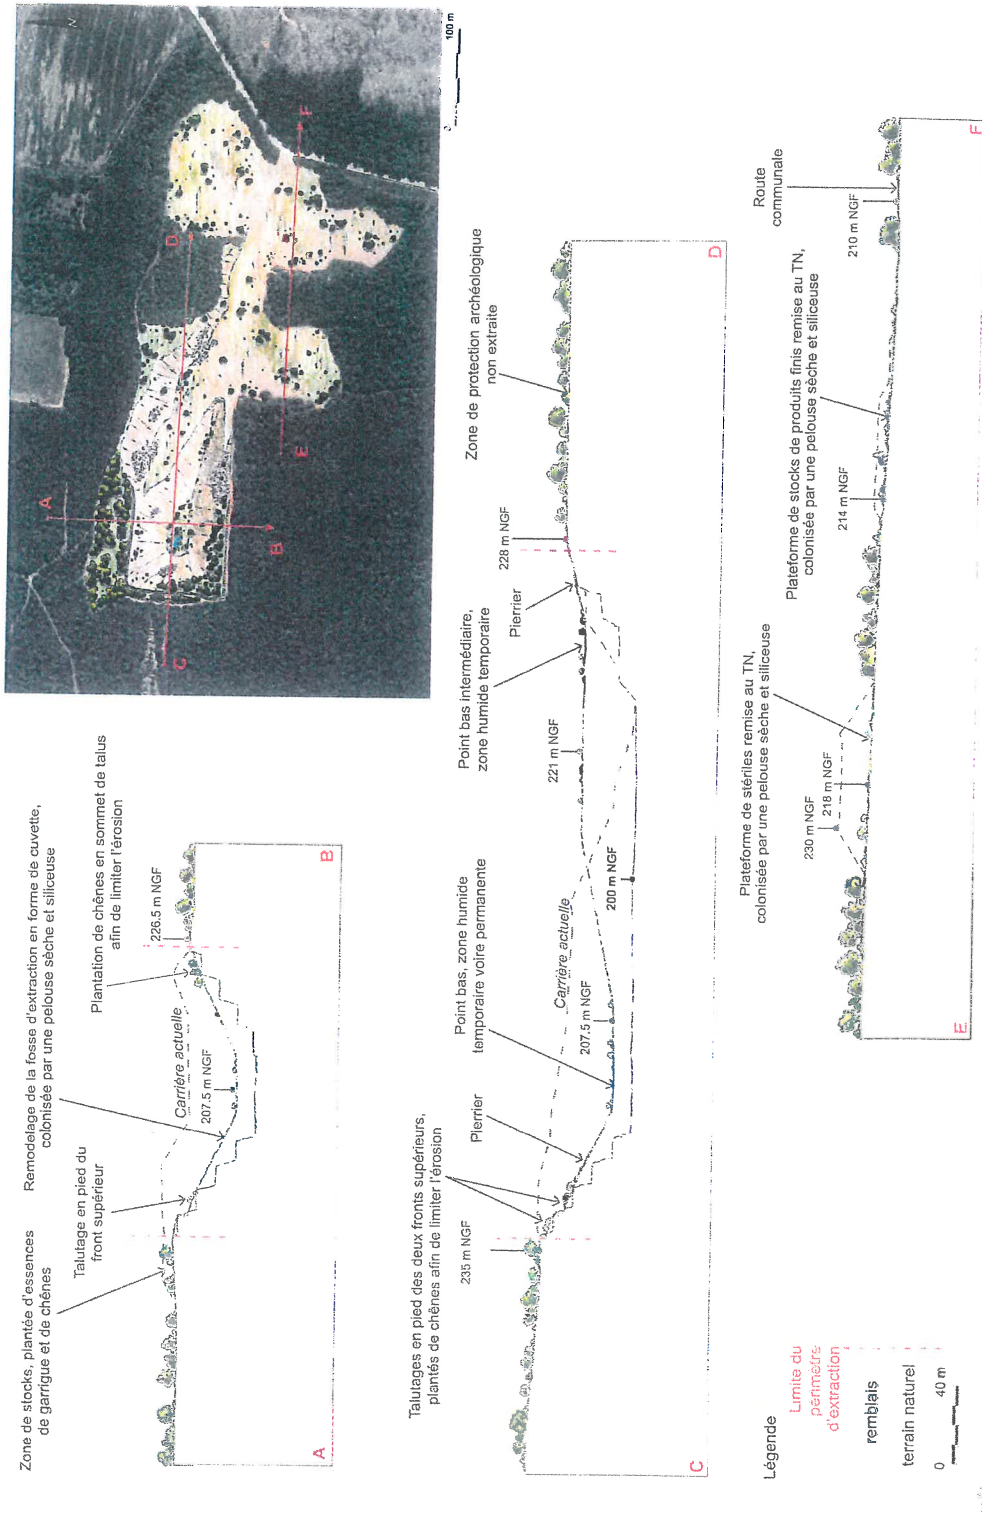 Zone de stocks, plantée d'essences
de garrigue et de chênes
Remodelage de la fosse d'extraction en forme de cuvette,
colonisée par une pelouse sèche et siliceuse
Talutage en pied du
front supérieur
Plantation de chênes en sommet de talus
afin de limiter l'érosion
Carrière actuelle
207.5 m NGF
226.5 m NGF
A
B
N
A
B
C
D
E
F
0
100 m
Talutages en pied des deux fronts supérieurs,
plantés de chênes afin de limiter l'érosion
235 m NGF
Pierrier
Point bas, zone humide
temporaire voire permanente
207.5 m NGF
Carrière actuelle
200 m NGF
221 m NGF
Point bas intermédiaire,
zone humide temporaire
Pierrier
228 m NGF
Zone de protection archéologique
non extraite
C
D
Plateforme de stériles remise au TN,
colonisée par une pelouse sèche et siliceuse
230 m NGF
218 m NGF
Plateforme de stocks de produits finis remise au TN,
colonisée par une pelouse sèche et siliceuse
214 m NGF
Route
communale
210 m NGF
E
F
Légende
Limite du
périmètre
d'extraction
remblais
terrain naturel
0
40 m